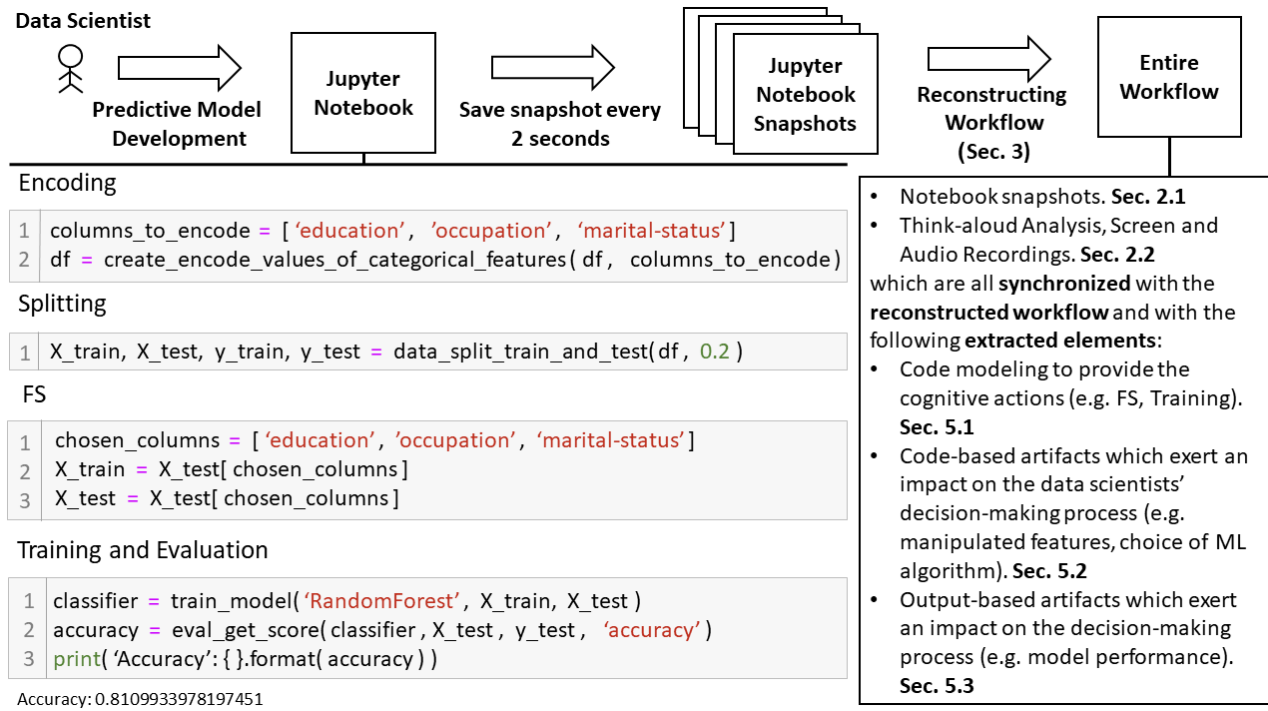 Data Scientist
Predictive Model
Development
Jupyter
Notebook
Save snapshot every
2 seconds
Jupyter
Notebook
Snapshots
Reconstructing
Workflow
(Sec. 3)
Entire
Workflow
Encoding
1 columns_to_encode = [ ‘education’, ’occupation’, ‘marital-status’ ]
2 df = create_encode_values_of_categorical_features( df, columns_to_encode)
Splitting
1 X_train, X_test, y_train, y_test = data_split_train_and_test(df, 0.2 )
FS
1 chosen_columns = [ ‘education’, ’occupation’, ‘marital-status’ ]
2 X_train = X_test[ chosen_columns ]
3 X_test = X_test[ chosen_columns ]
Training and Evaluation
1 classifier = train_model( ‘RandomForest’, X_train, X_test )
2 accuracy = eval_get_score( classifier , X_test , y_test , ‘accuracy’ )
3 print( ‘Accuracy’: { }.format( accuracy ) )
Accuracy: 0.8109933978197451
• Notebook snapshots. Sec. 2.1
• Think-aloud Analysis, Screen and
Audio Recordings. Sec. 2.2
which are all synchronized with the
reconstructed workflow and with the
following extracted elements:
• Code modeling to provide the
cognitive actions (e.g. FS, Training).
Sec. 5.1
• Code-based artifacts which exert an
impact on the data scientists’
decision-making process (e.g.
manipulated features, choice of ML
algorithm). Sec. 5.2
• Output-based artifacts which exert
an impact on the decision-making
process (e.g. model performance).
Sec. 5.3